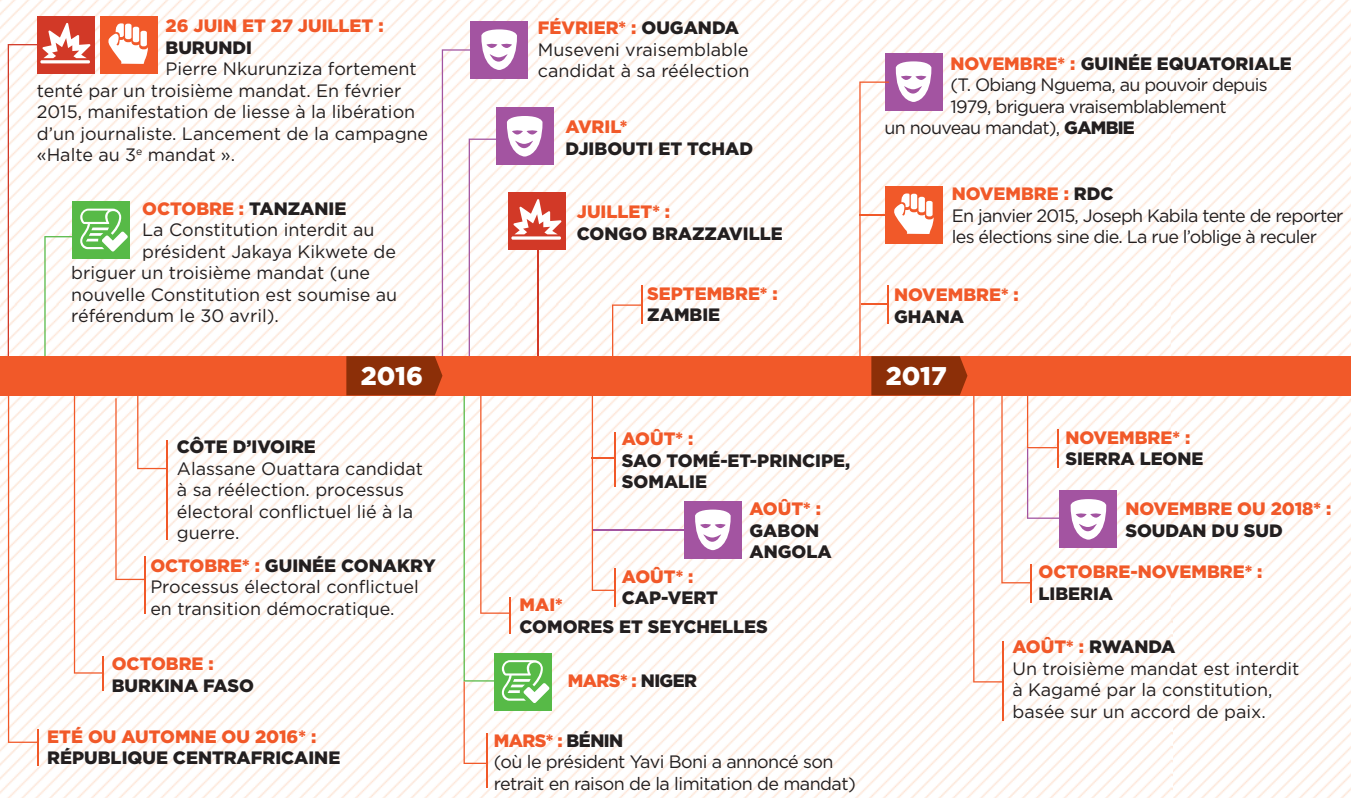 26 JUIN ET 27 JUILLET :
BURUNDI
Pierre Nkurunziza fortement
tenté par un troisième mandat. En février
2015, manifestation de liesse à la libération
d'un journaliste. Lancement de la campagne
«Halte au 3e mandat ».
OCTOBRE : TANZANIE
La Constitution interdit au
président Jakaya Kikwete de
briguer un troisième mandat (une
nouvelle Constitution est soumise au
référendum le 30 avril).
FÉVRIER* : OUGANDA
Museveni vraisemblable
candidat à sa réélection
AVRIL*
DJIBOUTI ET TCHAD
JUILLET* :
CONGO BRAZZAVILLE
SEPTEMBRE* :
ZAMBIE
NOVEMBRE* : GUINÉE EQUATORIALE
(T. Obiang Nguema, au pouvoir depuis
1979, briguera vraisemblablement
un nouveau mandat), GAMBIE
NOVEMBRE : RDC
En janvier 2015, Joseph Kabila tente de reporter
les élections sine die. La rue l'oblige à reculer
NOVEMBRE* :
GHANA
2016
2017
CÔTE D'IVOIRE
Alassane Ouattara candidat
à sa réélection. processus
électoral conflictuel lié à la
guerre.
OCTOBRE* : GUINÉE CONAKRY
Processus électoral conflictuel
en transition démocratique.
OCTOBRE :
BURKINA FASO
ETÉ OU AUTOMNE OU 2016* :
RÉPUBLIQUE CENTRAFRICAINE
AOÛT* :
SAO TOMÉ-ET-PRINCIPE,
SOMALIE
AOÛT* :
GABON
ANGOLA
AOÛT* :
CAP-VERT
MAI*
COMORES ET SEYCHELLES
MARS* : NIGER
MARS* : BÉNIN
(où le président Yavi Boni a annoncé son
retrait en raison de la limitation de mandat)
NOVEMBRE* :
SIERRA LEONE
NOVEMBRE OU 2018* :
SOUDAN DU SUD
OCTOBRE-NOVEMBRE* :
LIBERIA
AOÛT* : RWANDA
Un troisième mandat est interdit
à Kagamé par la constitution,
basée sur un accord de paix.